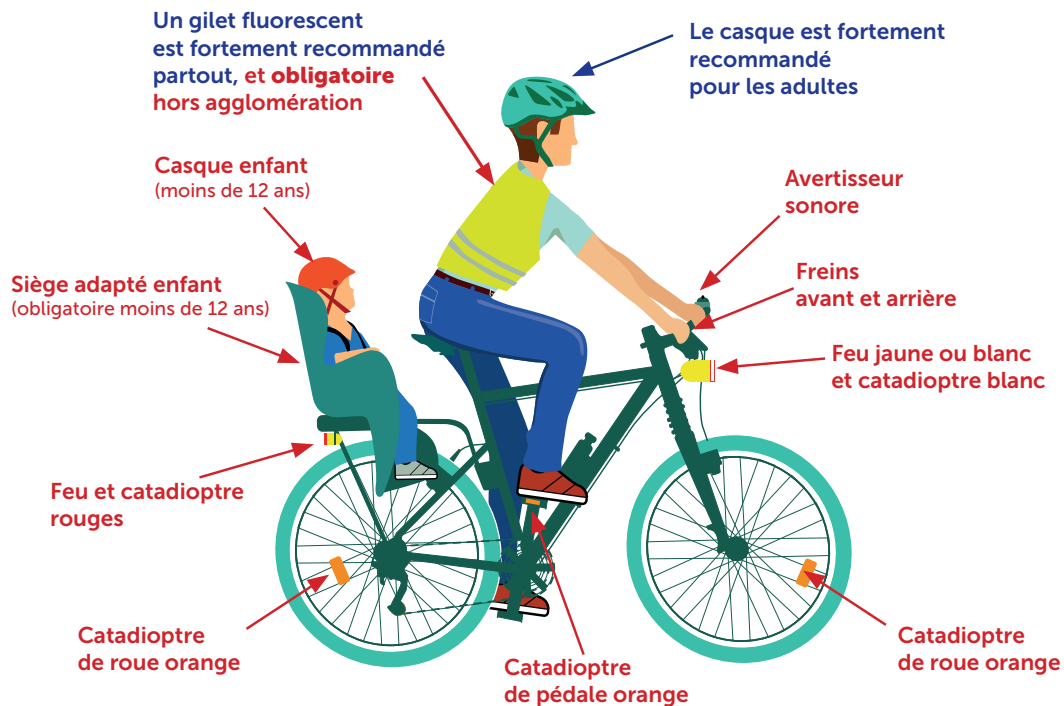 Un gilet fluorescent
est fortement recommandé
partout, et obligatoire
hors agglomération
Le casque est fortement
recommandé
pour les adultes
Casque enfant
(moins de 12 ans)
Avertisseur
sonore
Siège adapté enfant
(obligatoire moins de 12 ans)
Freins
avant et arrière
Feu jaune ou blanc
et catadioptre blanc
Feu et catadioptre
rouges
Catadioptre
de roue orange
Catadioptre
de pédale orange
Catadioptre
de roue orange